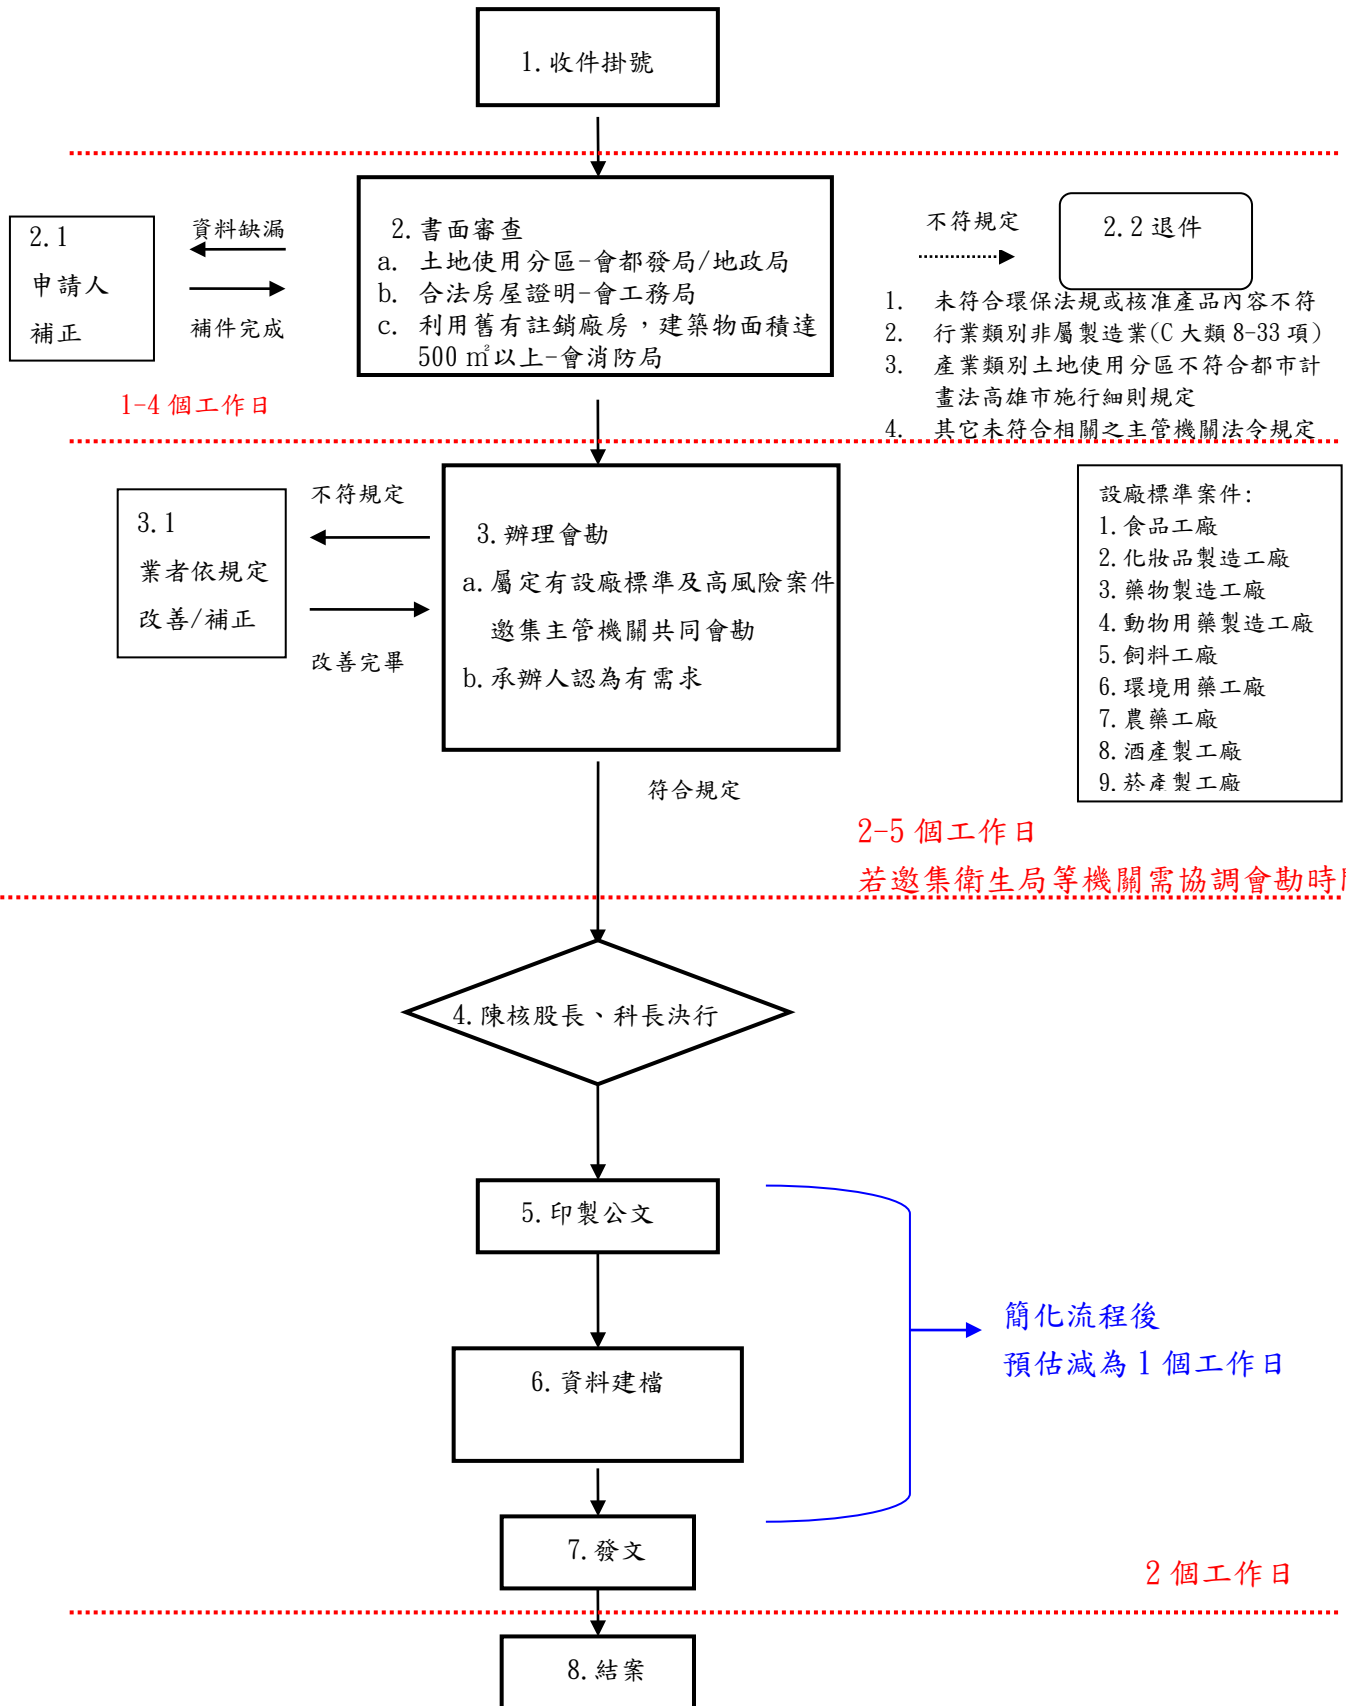 1.收件掛號
2.1
申請人
補正
資料缺漏
補件完成
1-4 個工作日
2.書面審查
a. 土地使用分區-會都發局/地政局
b. 合法房屋證明-會工務局
c. 利用舊有註銷廠房，建築物面積達
500 ㎡以上-會消防局
不符規定
2.2 退件
1. 未符合環保法規或核准產品內容不符
2. 行業類別非屬製造業(C 大類 8-33 項)
3. 產業類別土地使用分區不符合都市計
畫法高雄市施行細則規定
4. 其它未符合相關之主管機關法令規定
3.1
業者依規定
改善/補正
不符規定
改善完畢
3.辦理會勘
a.屬定有設廠標準及高風險案件
邀集主管機關共同會勘
b.承辦人認為有需求
設廠標準案件:
1.食品工廠
2.化妝品製造工廠
3.藥物製造工廠
4.動物用藥製造工廠
5.飼料工廠
6.環境用藥工廠
7.農藥工廠
8.酒產製工廠
9.菸產製工廠
符合規定
2-5 個工作日
若邀集衛生局等機關需協調會勘時間
4.陳核股長、科長決行
5.印製公文
6.資料建檔
7.發文
簡化流程後
預估減為 1 個工作日
2 個工作日
8.結案